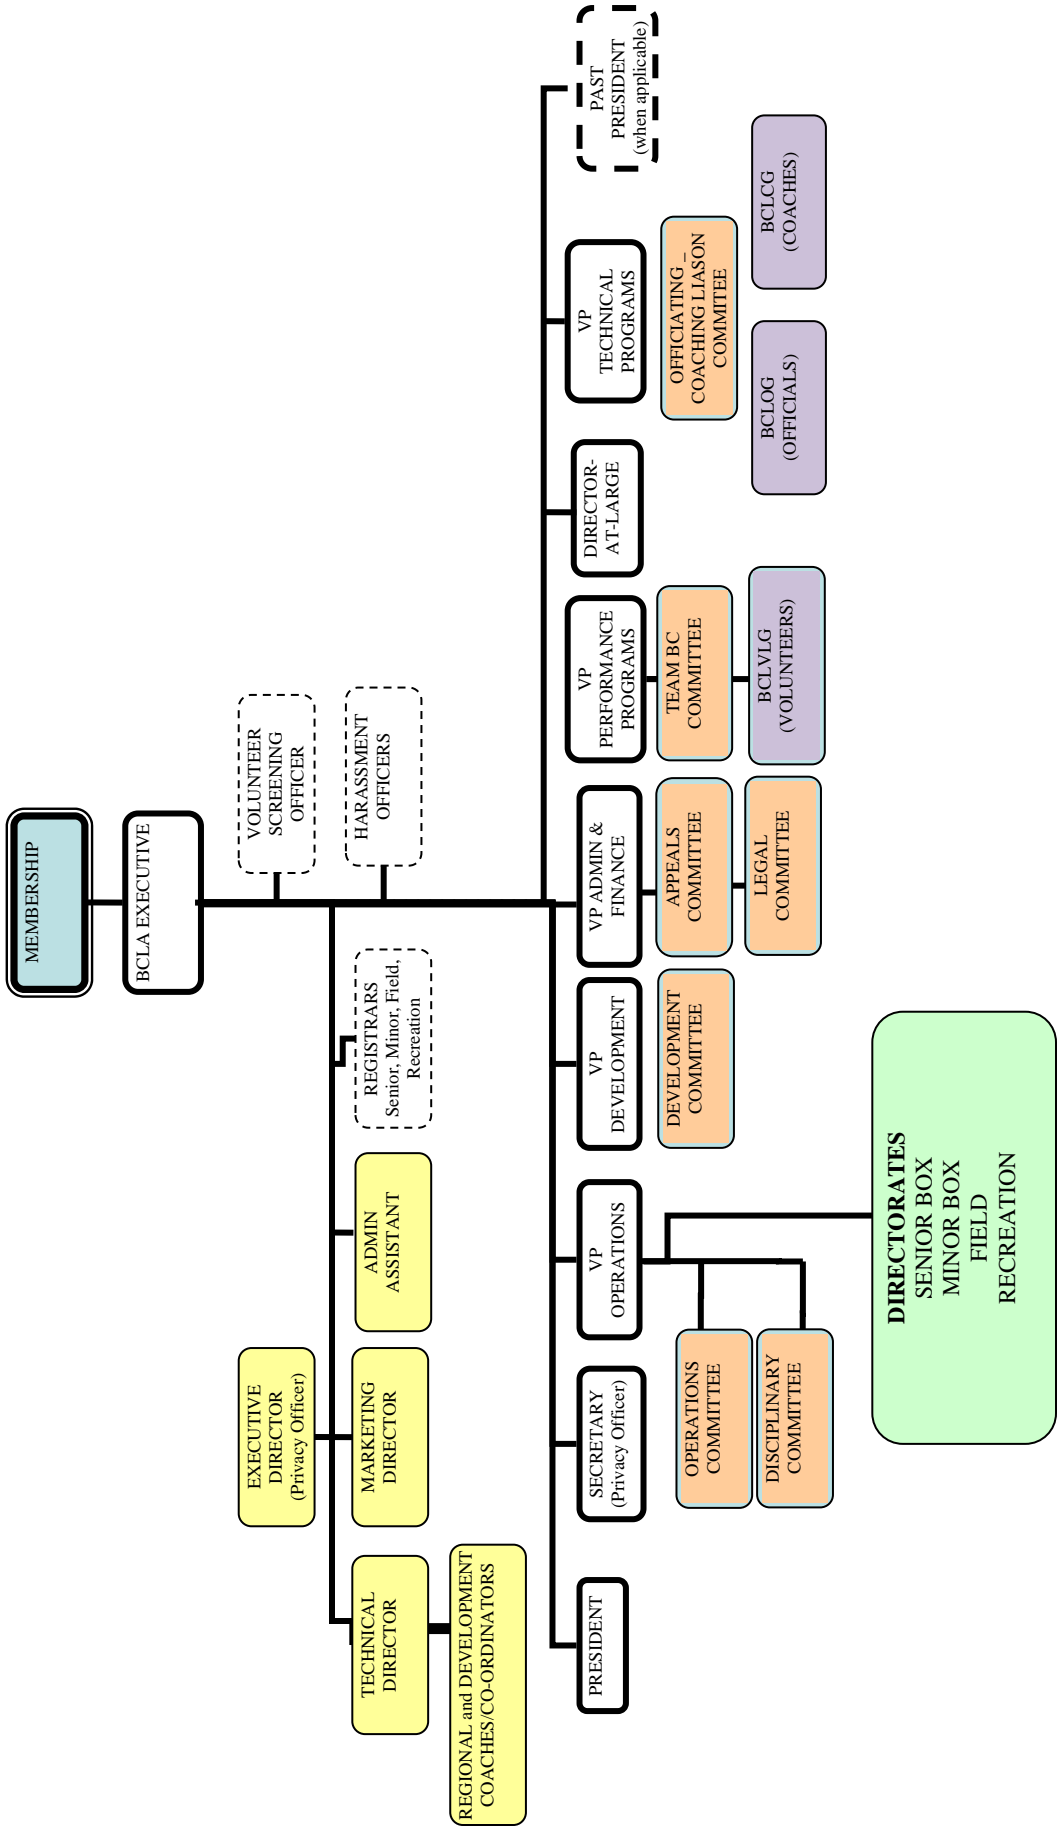 MEMBERSHIP
BCLA EXECUTIVE
VOLUNTEER
SCREENING
OFFICER
HARASSMENT
OFFICERS
EXECUTIVE
DIRECTOR
(Privacy Officer)
TECHNICAL
DIRECTOR
MARKETING
DIRECTOR
ADMIN
ASSISTANT
REGISTRARS
Senior, Minor, Field,
Recreation
REGIONAL and DEVELOPMENT
COACHES/CO-ORDINATORS
PRESIDENT
SECRETARY
(Privacy Officer)
VP
OPERATIONS
VP
DEVELOPMENT
VP ADMIN &
FINANCE
VP
PERFORMANCE
PROGRAMS
DIRECTOR-
AT-LARGE
VP
TECHNICAL
PROGRAMS
PAST
PRESIDENT
(when applicable)
OPERATIONS
COMMITTEE
DISCIPLINARY
COMMITTEE
DEVELOPMENT
COMMITTEE
APPEALS
COMMITTEE
LEGAL
COMMITTEE
TEAM BC
COMMITTEE
BCLVLG
(VOLUNTEERS)
OFFICIATING _
COACHING LIASON
COMMITEE
BCLOG
(OFFICIALS)
BCLCG
(COACHES)
DIRECTORATES
SENIOR BOX
MINOR BOX
FIELD
RECREATION